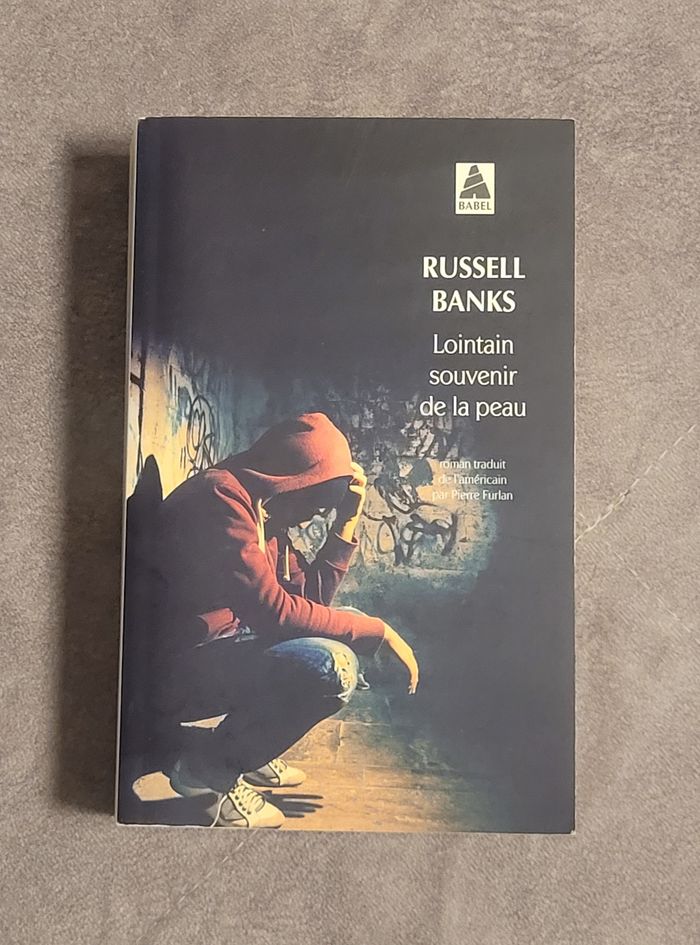 BABEL
RUSSELL
BANKS
Lointain
souvenir
de la peau
roman traduit
de l'américain
par Pierre Furlan